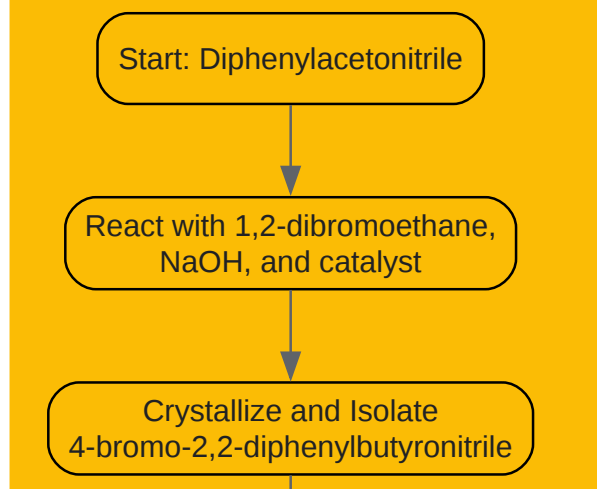 Start: Diphenylacetonitrile
React with 1,2-dibromoethane,
NaOH, and catalyst
Crystallize and Isolate
4-bromo-2,2-diphenylbutyronitrile